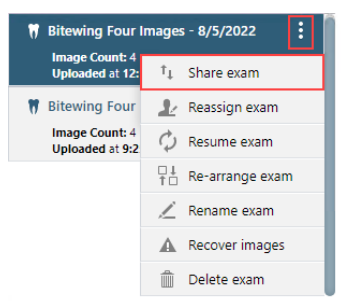 Bitewing Four Images - 8/5/2022
Image Count: 4
Uploaded at 12:
Share exam
Reassign exam
Bitewing Four
Resume exam
Image Count: 4
Uploaded at 9:2
Re-arrange exam
Rename exam
Recover images
Delete exam